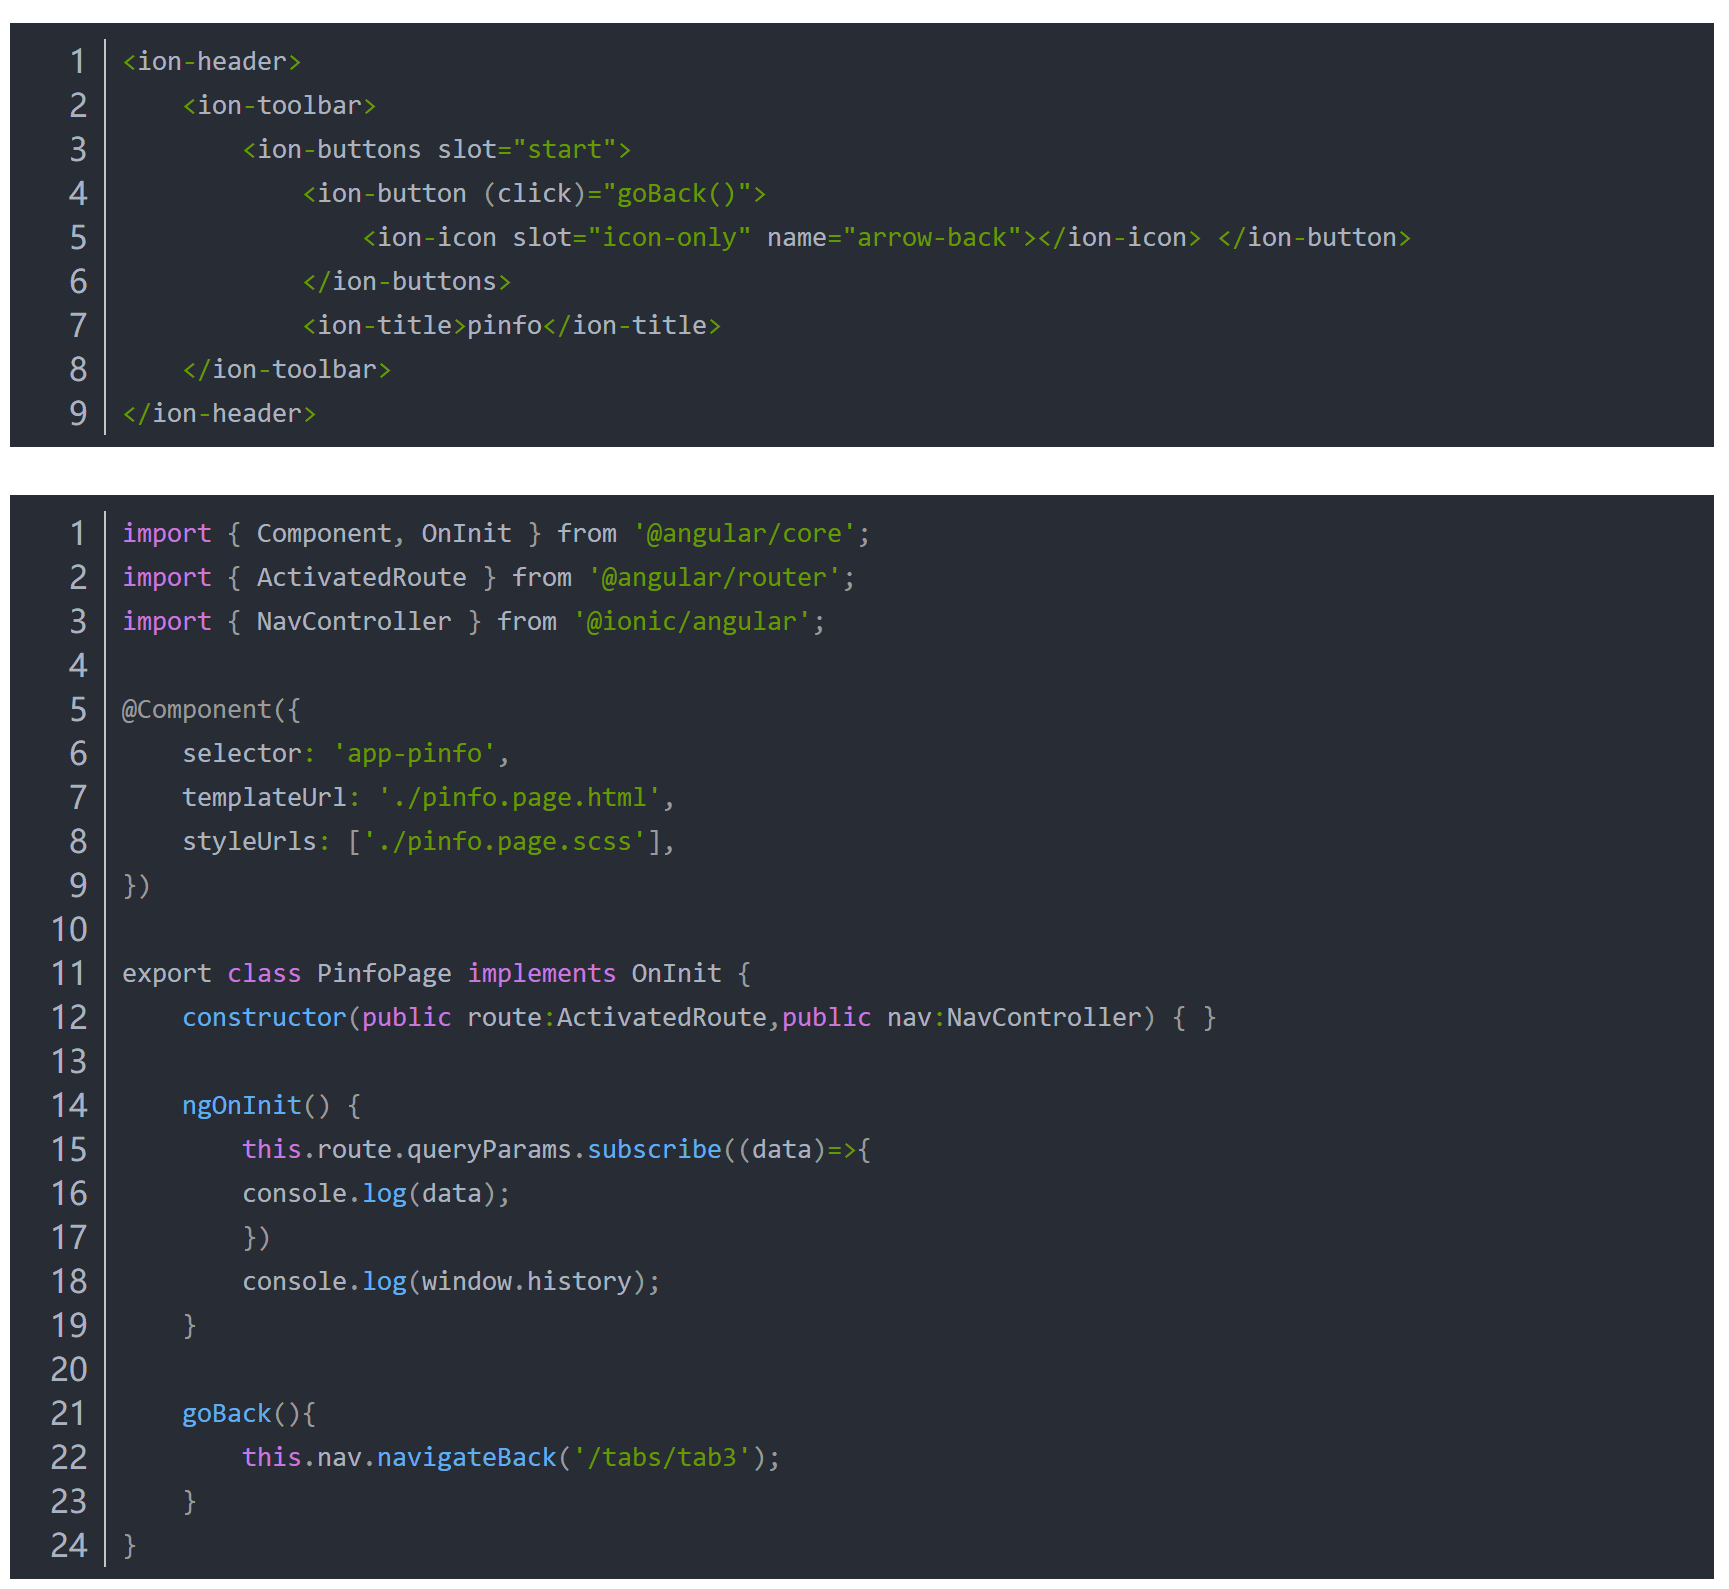 1 <ion-header>
2     <ion-toolbar>
3         <ion-buttons slot="start">
4             <ion-button (click)="goBack()">
5                 <ion-icon slot="icon-only" name="arrow-back"></ion-icon> </ion-button>
6             </ion-buttons>
7             <ion-title>pinfo</ion-title>
8     </ion-toolbar>
9 </ion-header>
1 import { Component, OnInit } from '@angular/core';
2 import { ActivatedRoute } from '@angular/router';
3 import { NavController } from '@ionic/angular';
4
5 @Component({
6     selector: 'app-pinfo',
7     templateUrl: './pinfo.page.html',
8     styleUrls: ['./pinfo.page.scss'],
9 })
10
11 export class PinfoPage implements OnInit {
12     constructor(public route:ActivatedRoute,public nav:NavController) { }
13
14     ngOnInit() {
15         this.route.queryParams.subscribe((data)=>{
16         console.log(data);
17         })
18         console.log(window.history);
19     }
20
21     goBack(){
22         this.nav.navigateBack('/tabs/tab3');
23     }
24 }